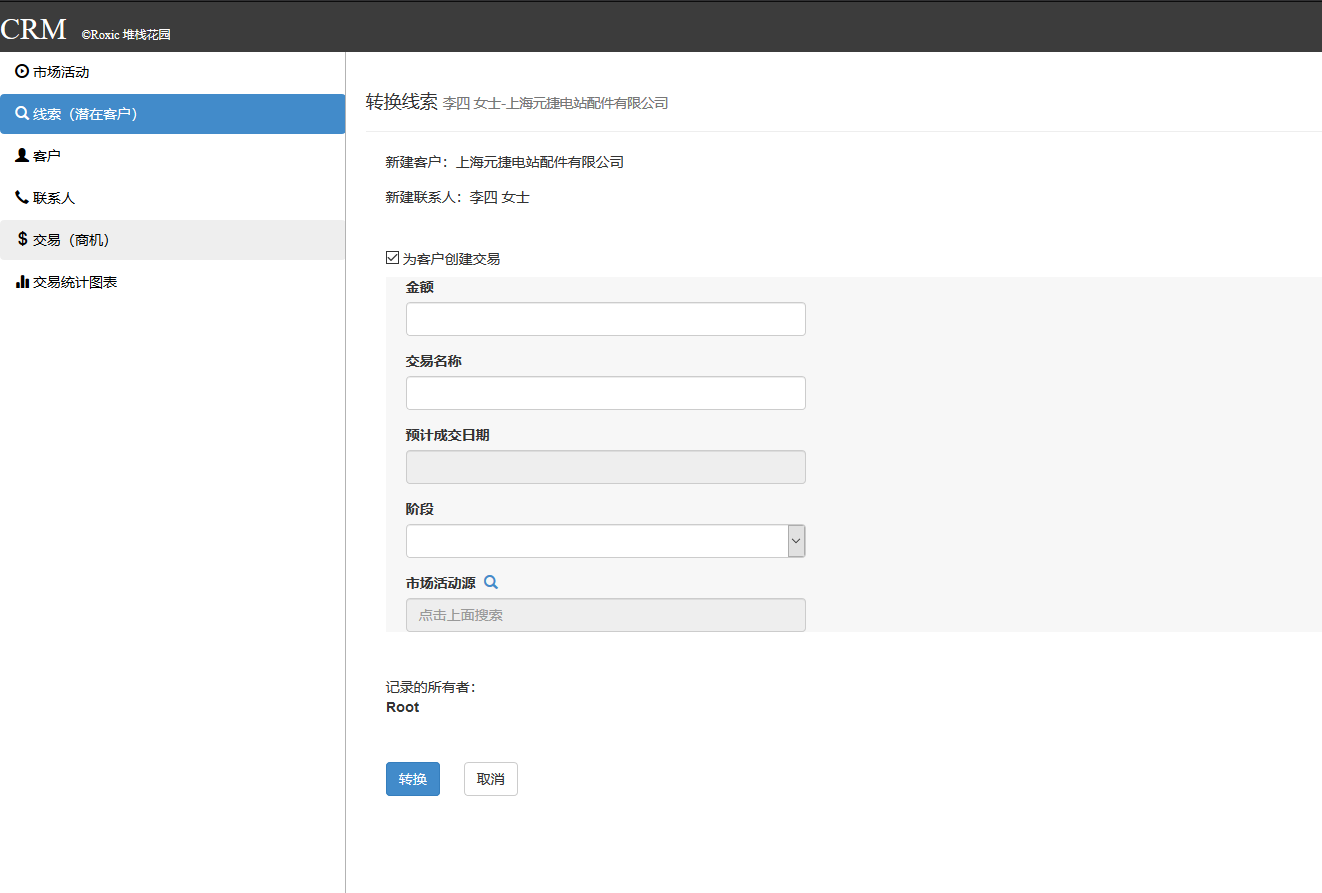 CRM ©Roxic 堆栈花园
市场活动
线索（潜在客户）
客户
联系人
$ 交易（商机）
交易统计图表
转换线索 李四 女士-上海元捷电站配件有限公司
新建客户：上海元捷电站配件有限公司
新建联系人：李四 女士
为客户创建交易
金额
交易名称
预计成交日期
阶段
市场活动源
点击上面搜索
记录的所有者：
Root
转换 取消